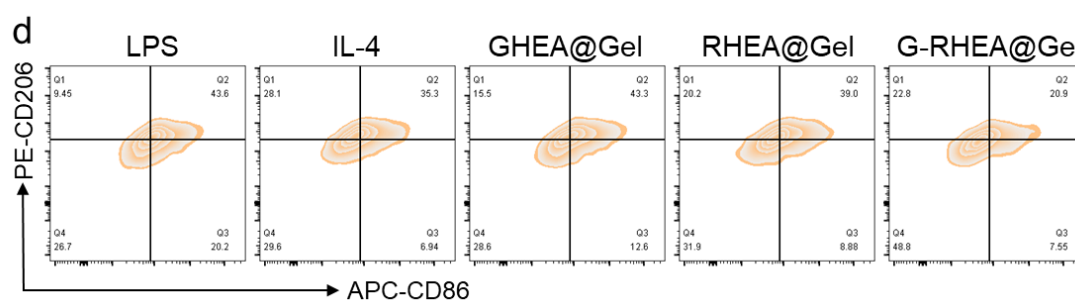 d
LPS
IL-4
GHEA@Gel
RHEA@Gel
G-RHEA@Ge
PE-CD206
Q1
9.45
Q2
43.6
Q4
26.7
Q3
20.2
Q1
28.1
Q2
35.3
Q4
29.6
Q3
6.94
Q1
15.5
Q2
43.3
Q4
28.6
Q3
12.6
Q1
20.2
Q2
39.0
Q4
31.9
Q3
8.88
Q1
22.8
Q2
20.9
Q4
48.8
Q3
7.55
APC-CD86